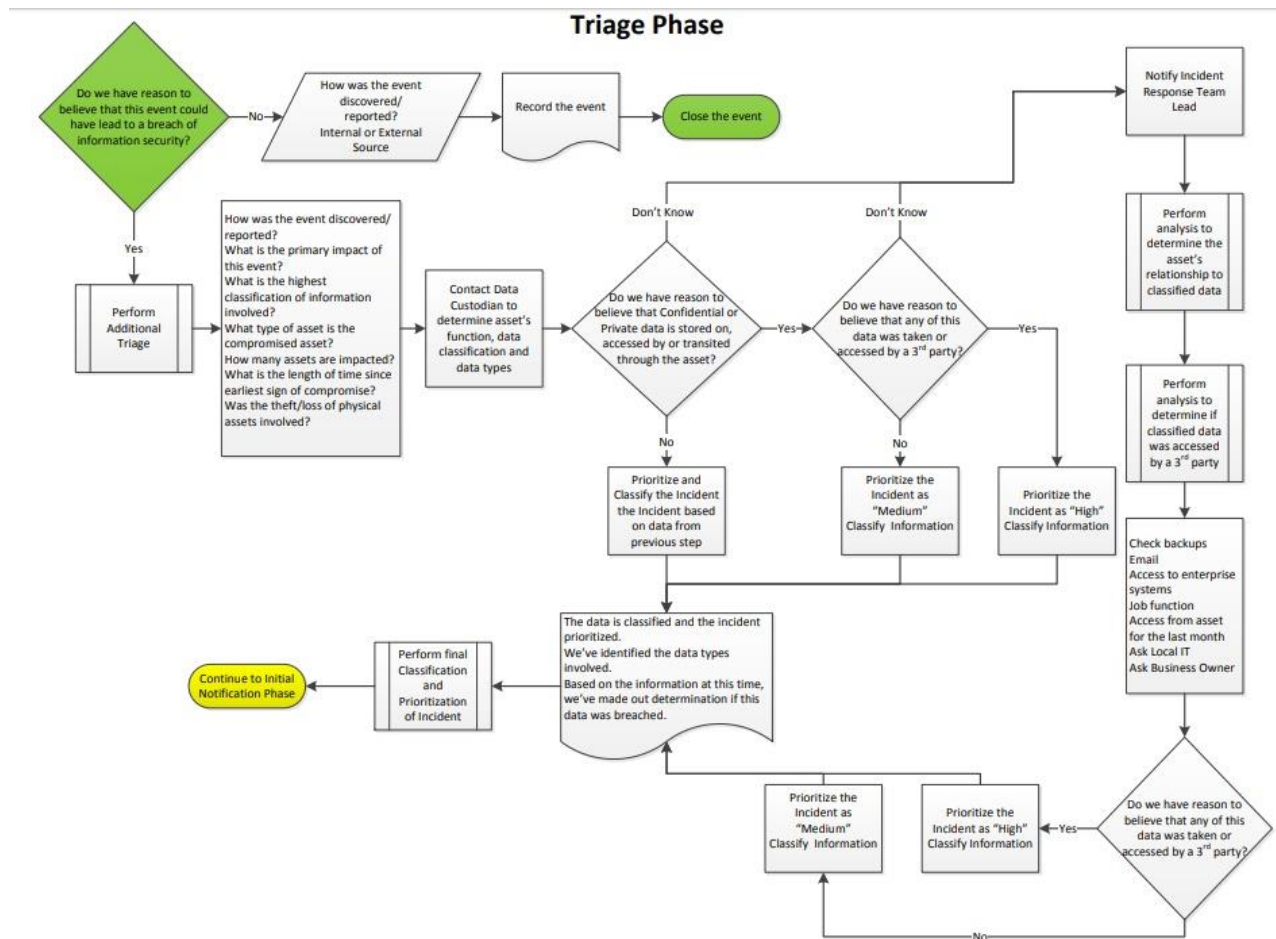 Triage Phase
Do we have reason to
believe that this event could
have lead to a breach of
information security?
No
How was the event
discovered/
reported?
Internal or External
Source
Record the event
Close the event
Notify Incident
Response Team
Lead
Yes
Perform
Additional
Triage
How was the event discovered/
reported?
What is the primary impact of
this event?
What is the highest
classification of information
involved?
What type of asset is the
compromised asset?
How many assets are impacted?
What is the length of time since
earliest sign of compromise?
Was the theft/loss of physical
assets involved?
Contact Data
Custodian to
determine asset's
function, data
classification and
data types
Don't Know
Do we have reason to
believe that Confidential or
Private data is stored on,
accessed by or transited
through the asset?
Yes
Don't Know
Do we have reason to
believe that any of this
data was taken or
accessed by a 3rd party?
Yes
Perform
analysis to
determine the
asset's
relationship to
classified data
Perform
analysis to
determine if
classified data
was accessed
by a 3rd party
No
Prioritize and
Classify the Incident
the Incident based
on data from
previous step
No
Prioritize the
Incident as
"Medium"
Classify Information
Prioritize the
Incident as "High"
Classify Information
Check backups
Email
Access to enterprise
systems
Job function
Access from asset
for the last month
Ask Local IT
Ask Business Owner
The data is classified and the incident
prioritized.
We've identified the data types
involved.
Based on the information at this time,
we've made out determination if this
data was breached.
Perform final
Classification
and
Prioritization
of Incident
Continue to Initial
Notification Phase
Prioritize the
Incident as
"Medium"
Classify Information
Prioritize the
Incident as "High"
Classify Information
Yes
Do we have reason to
believe that any of this
data was taken or
accessed by a 3rd party?
No